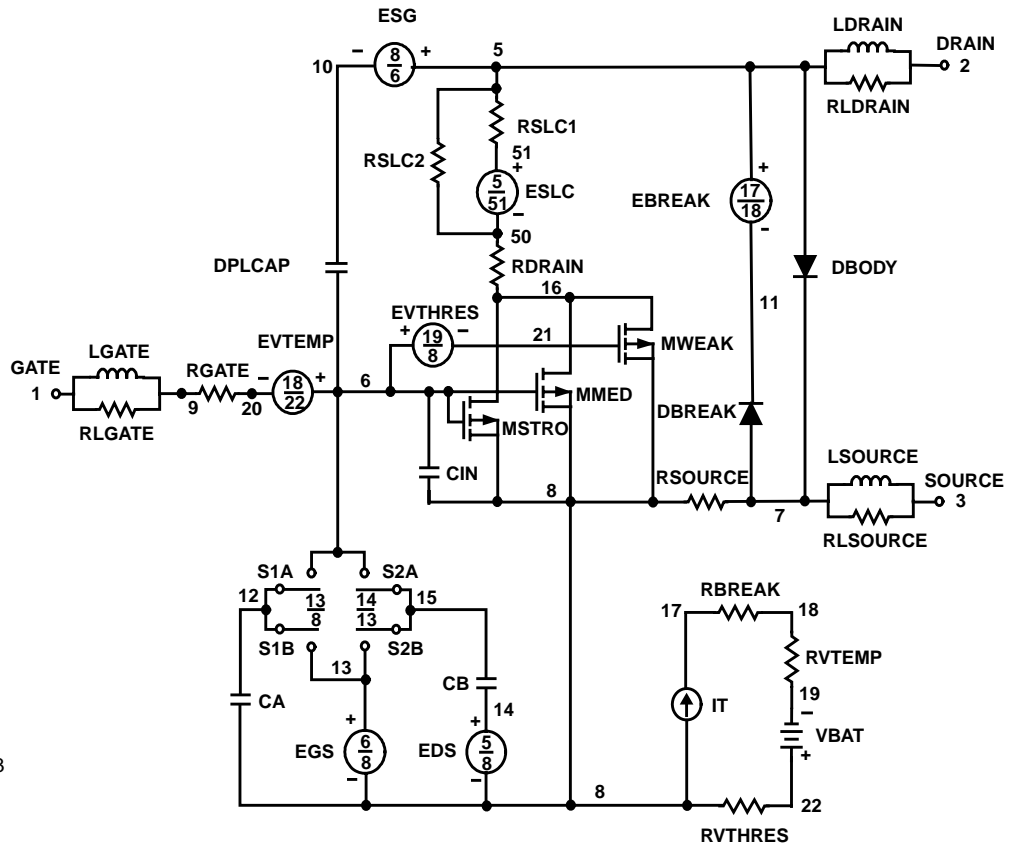 ESG
LDRAIN
DRAIN
- 8 + 5
10 6 2
RLDRAIN
RSLC1
RSLC2 51
+ +
5 ESLC 17
51 EBREAK 18
- -
50
RDRAIN DBODY
DPLCAP
16
EVTHRES 11
+ 19 - 21
8 MWEAK
EVTEMP
LGATE
GATE RGATE - 18 + 6
1 9 20 22 MMED
DBREAK
RLGATE MSTRO
LSOURCE
CIN RSOURCE SOURCE
8 3
7
RLSOURCE
S1A S2A
12 13 14 15 RBREAK
8 13 17 18
S1B S2B
13 RVTEMP
CB
CA 19
14 IT -
+ + VBAT
EGS 6 EDS 5 +
8 8
- - 8 22
RVTHRES